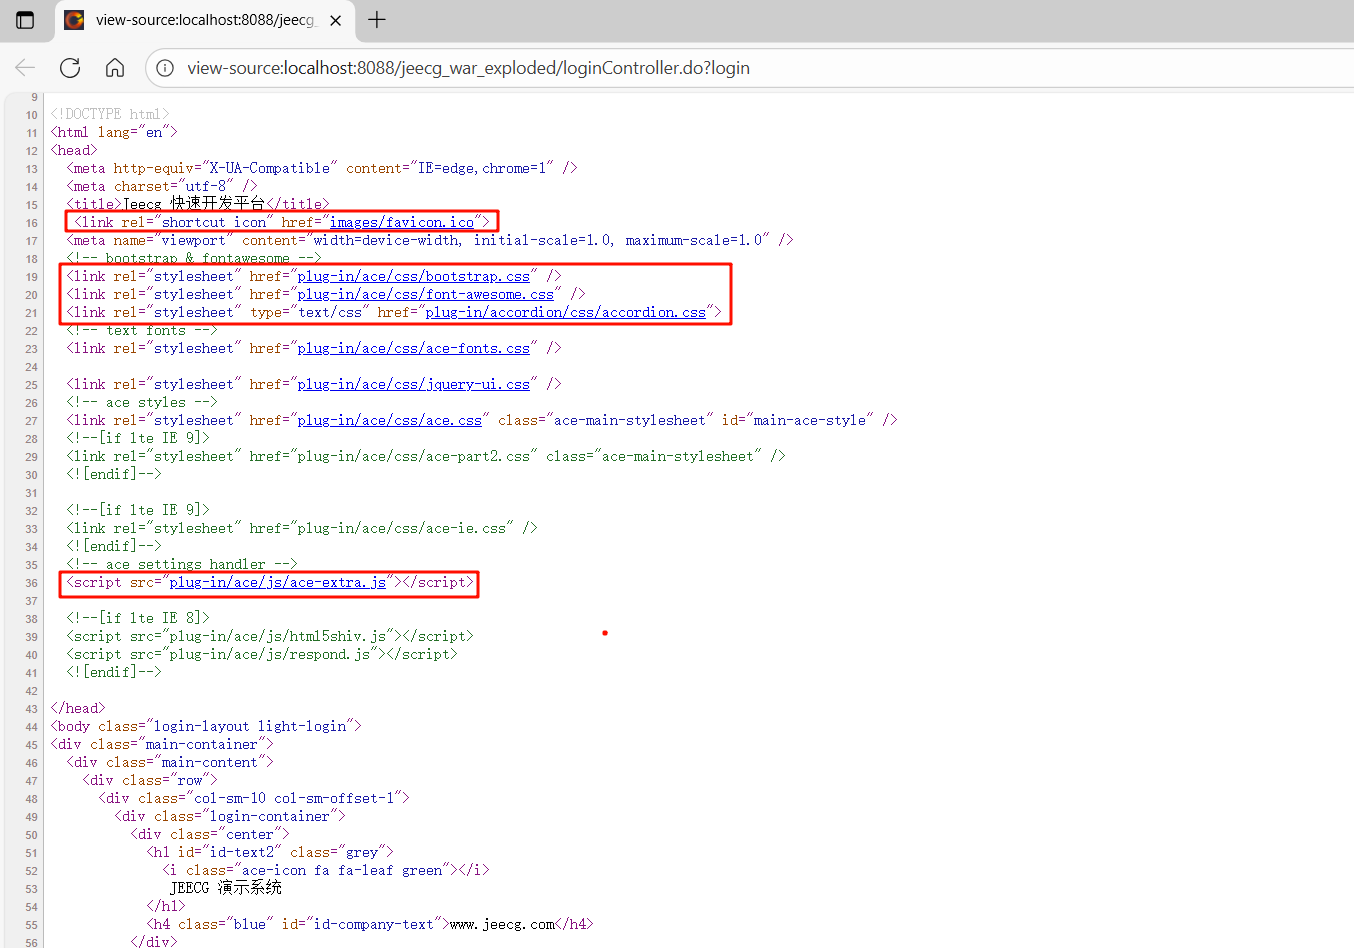 view-source:localhost:8088/jeecg_
view-source:localhost:8088/jeecg_war_exploded/loginController.do?login
9
10 <!DOCTYPE html>
11 <html lang="en">
12 <head>
13 <meta http-equiv="X-UA-Compatible" content="IE=edge,chrome=1" />
14 <meta charset="utf-8" />
15 <title>Jeecg 快速开发平台</title>
16 <link rel="shortcut icon" href="images/favicon.ico">
17 <meta name="viewport" content="width=device-width, initial-scale=1.0, maximum-scale=1.0" />
18 <!-- bootstrap & fontawesome -->
19 <link rel="stylesheet" href="plug-in/ace/css/bootstrap.css" />
20 <link rel="stylesheet" href="plug-in/ace/css/font-awesome.css" />
21 <link rel="stylesheet" type="text/css" href="plug-in/accordion/css/accordion.css">
22 <!-- text fonts -->
23 <link rel="stylesheet" href="plug-in/ace/css/ace-fonts.css" />
24
25 <link rel="stylesheet" href="plug-in/ace/css/jquery-ui.css" />
26 <!-- ace styles -->
27 <link rel="stylesheet" href="plug-in/ace/css/ace.css" class="ace-main-stylesheet" id="main-ace-style" />
28 <!--[if lte IE 9]>
29 <link rel="stylesheet" href="plug-in/ace/css/ace-part2.css" class="ace-main-stylesheet" />
30 <![endif]-->
31
32 <!--[if lte IE 9]>
33 <link rel="stylesheet" href="plug-in/ace/css/ace-ie.css" />
34 <![endif]-->
35 <!-- ace settings handler -->
36 <script src="plug-in/ace/js/ace-extra.js"></script>
37
38 <!--[if lte IE 8]>
39 <script src="plug-in/ace/js/html5shiv.js"></script>
40 <script src="plug-in/ace/js/respond.js"></script>
41 <![endif]-->
42
43 </head>
44 <body class="login-layout light-login">
45 <div class="main-container">
46 <div class="main-content">
47 <div class="row">
48 <div class="col-sm-10 col-sm-offset-1">
49 <div class="login-container">
50 <div class="center">
51 <h1 id="id-text2" class="grey">
52 <i class="ace-icon fa fa-leaf green"></i>
53 JEECG 演示系统
54 </h1>
55 <h4 class="blue" id="id-company-text">www.jeecg.com</h4>
56 </div>